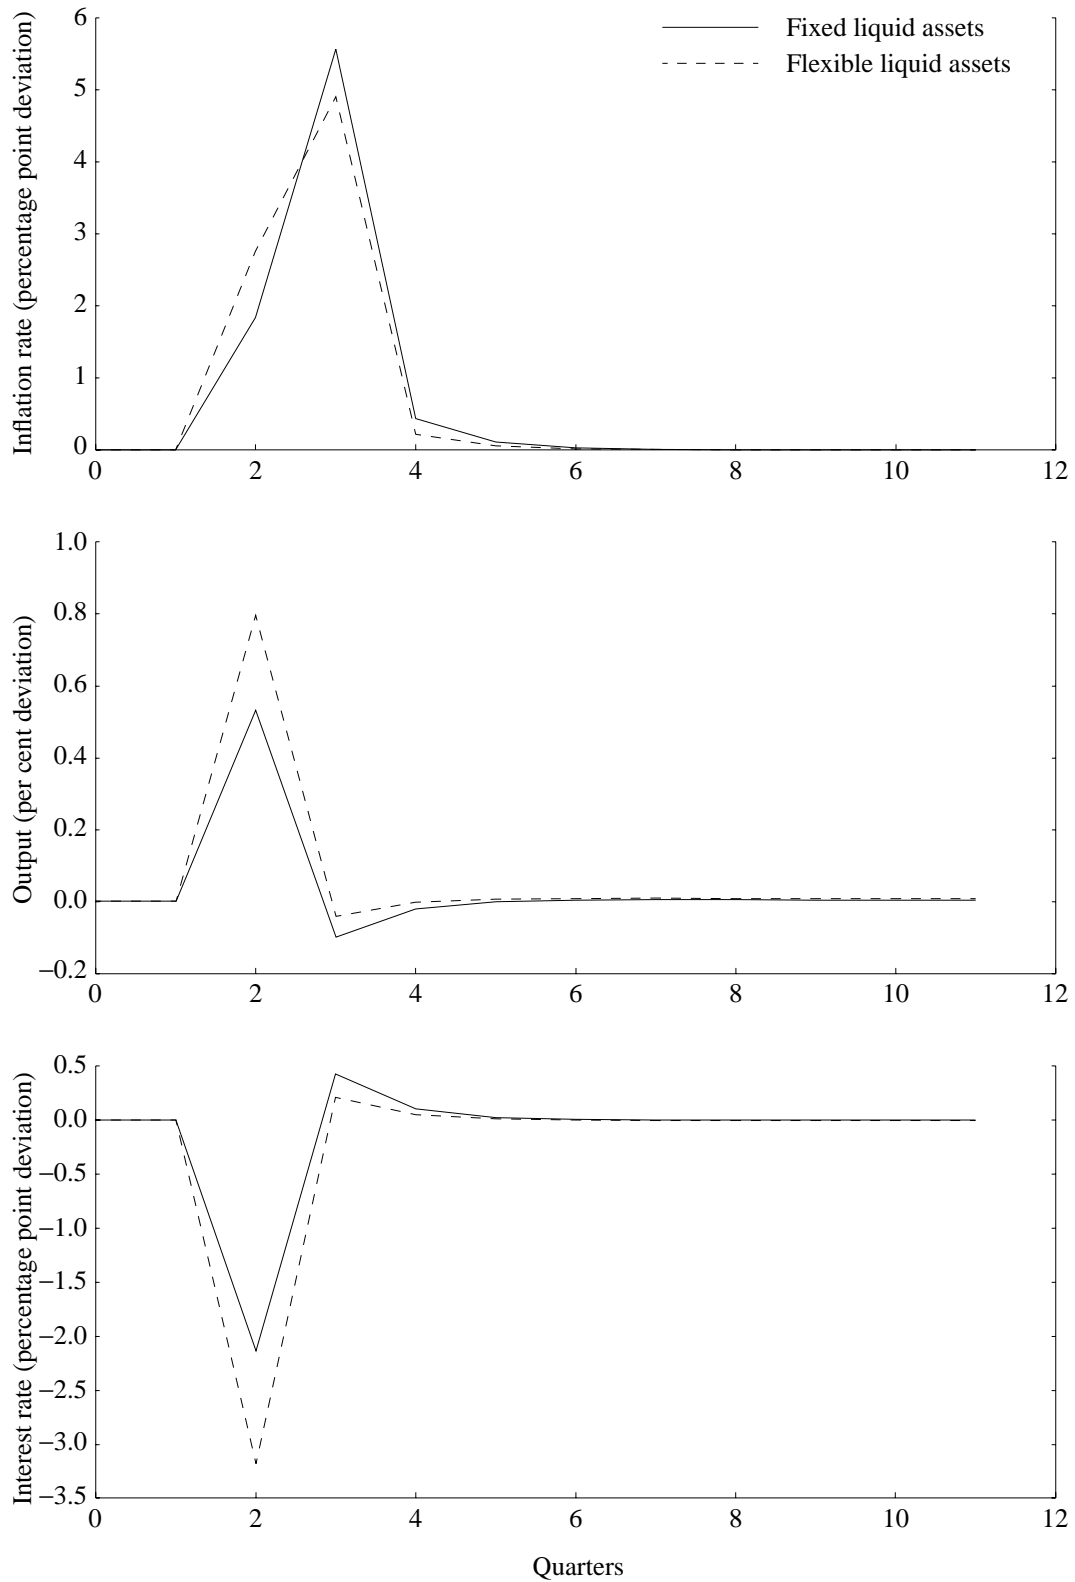 Fixed liquid assets
Flexible liquid assets
Inflation rate (percentage point deviation)
6
5
4
3
2
1
0
0 2 4 6 8 10 12
Output (per cent deviation)
1.0
0.8
0.6
0.4
0.2
0.0
−0.2
0 2 4 6 8 10 12
Interest rate (percentage point deviation)
0.5
0.0
−0.5
−1.0
−1.5
−2.0
−2.5
−3.0
−3.5
0 2 4 6 8 10 12
Quarters